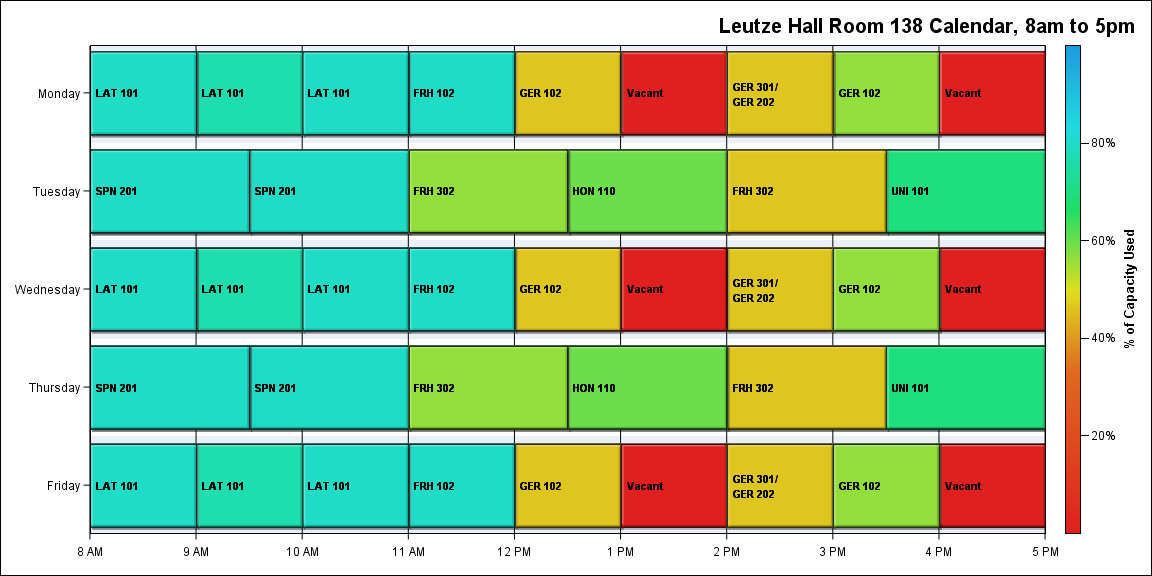 Leutze Hall Room 138 Calendar, 8am to 5pm
Monday
LAT 101
LAT 101
LAT 101
FRH 102
GER 102
Vacant
GER 301/
GER 202
GER 102
Vacant
Tuesday
SPN 201
SPN 201
FRH 302
HON 110
FRH 302
UNI 101
Wednesday
LAT 101
LAT 101
LAT 101
FRH 102
GER 102
Vacant
GER 301/
GER 202
GER 102
Vacant
Thursday
SPN 201
SPN 201
FRH 302
HON 110
FRH 302
UNI 101
Friday
LAT 101
LAT 101
LAT 101
FRH 102
GER 102
Vacant
GER 301/
GER 202
GER 102
Vacant
8 AM
9 AM
10 AM
11 AM
12 PM
1 PM
2 PM
3 PM
4 PM
5 PM
80%
60%
40%
20%
% of Capacity Used